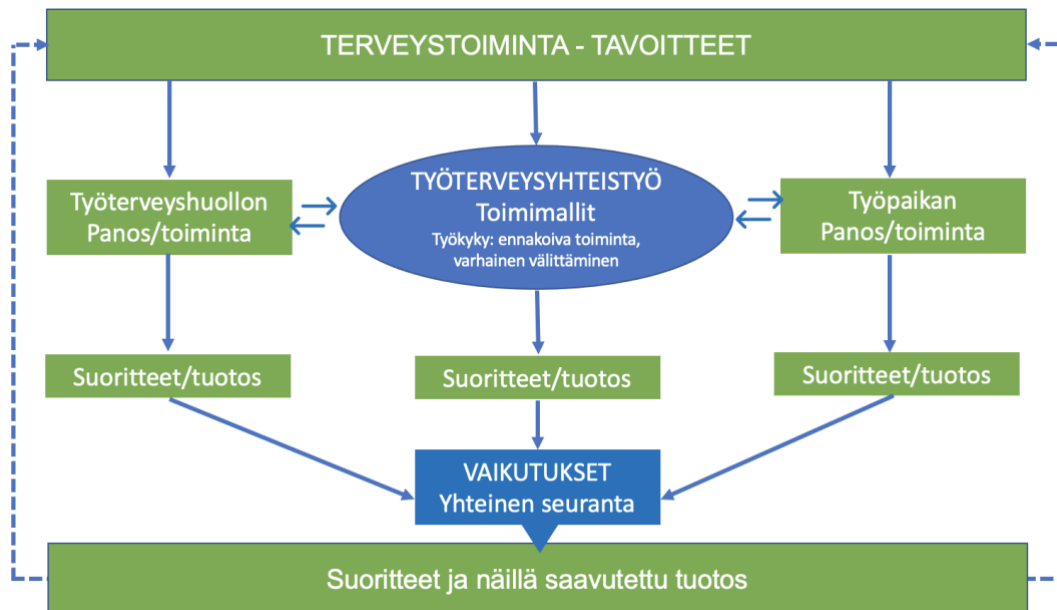 TERVEYSTOIMINTA - TAVOITTEET
Työterveyshuollon
Panos/toiminta
TYÖTERVEYSYHTEISTYÖ
Toimimallit
Työkyky: ennakoiva toiminta,
varhainen välittäminen
Työpaikan
Panos/toiminta
Suoritteet/tuotos
Suoritteet/tuotos
Suoritteet/tuotos
VAIKUTUKSET
Yhteinen seuranta
Suoritteet ja näillä saavutettu tuotos